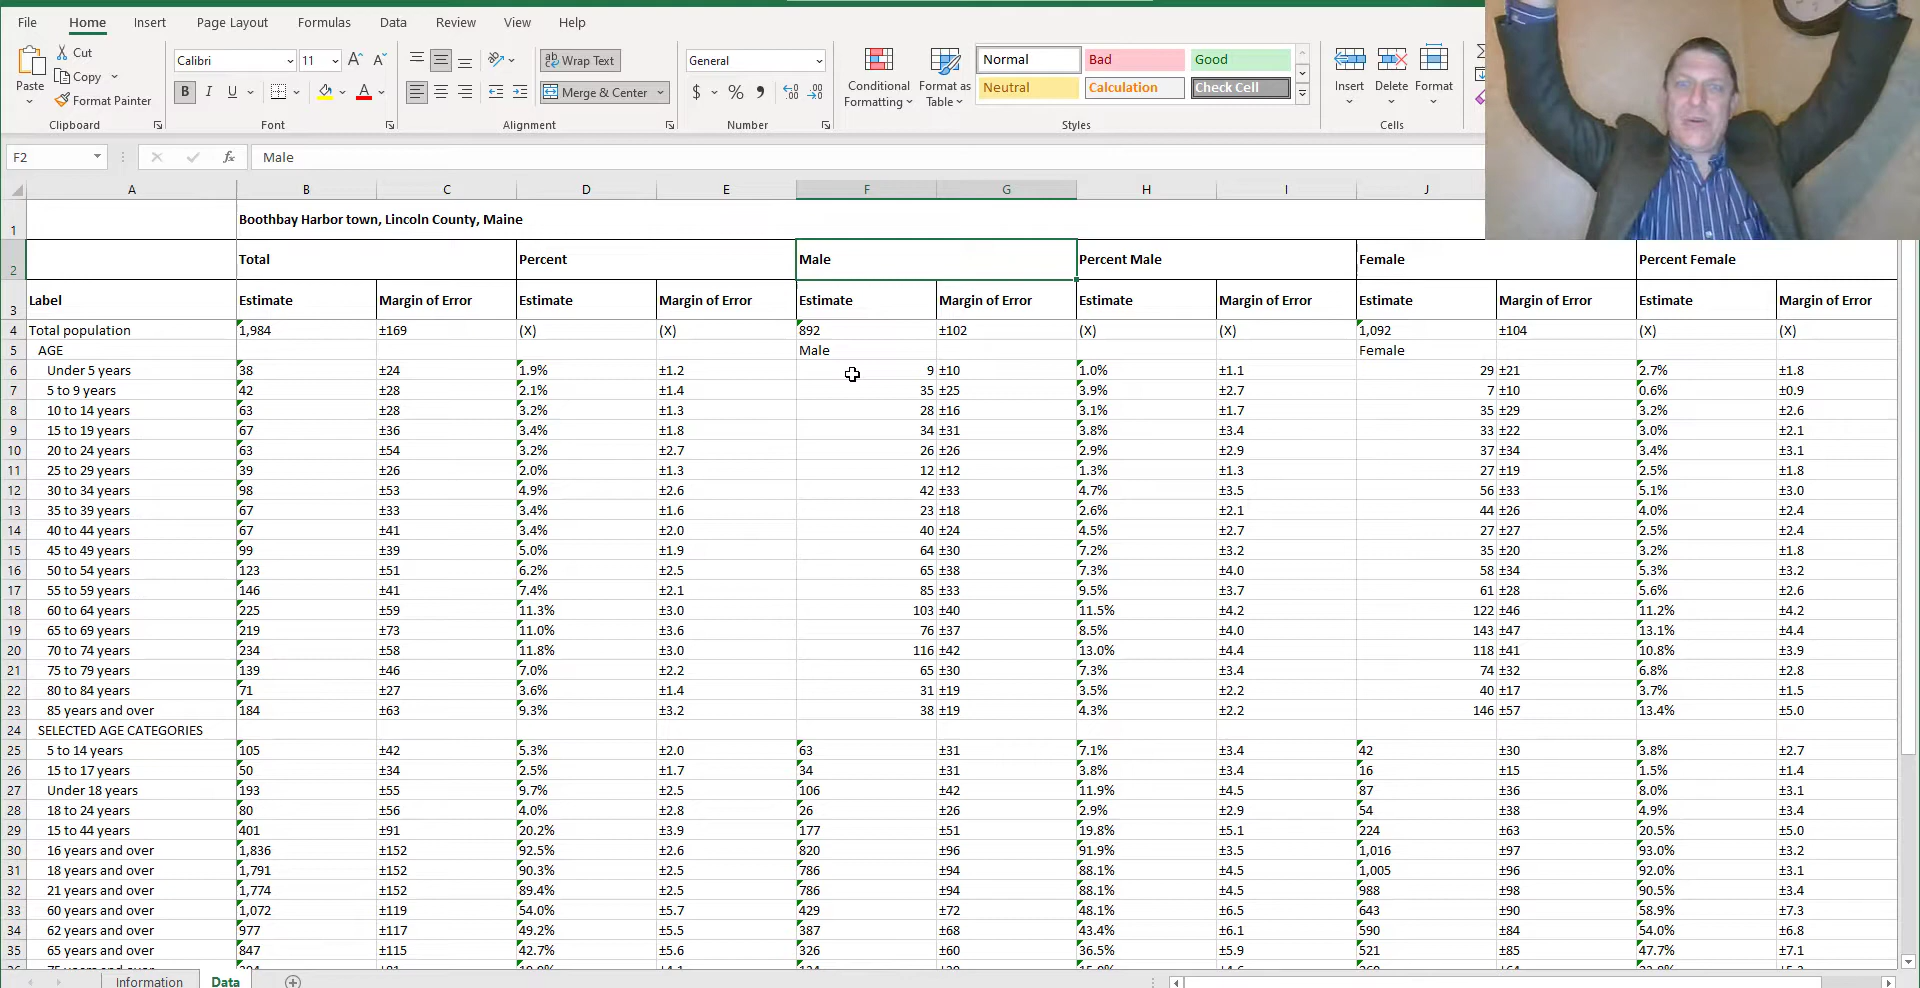 File Home Insert Page Layout Formulas Data Review View Help
Paste Cut Copy Format Painter Clipboard
Calibri 11 A A B I U A Font
ab Wrap Text Merge & Center Alignment
General $ % Number
Conditional Formatting Format as Table
Normal Bad Good
Neutral Calculation Check Cell
Styles
Insert Delete Format Cells
F2 fx Male
A B C D E F G H I J
1 Boothbay Harbor town, Lincoln County, Maine
2 Total Percent Male Percent Male Female Percent Female
3 Label Estimate Margin of Error Estimate Margin of Error Estimate Margin of Error Estimate Margin of Error Estimate Margin of Error Estimate Margin of Error
4 Total population 1,984 ±169 (X) (X) 892 ±102 (X) (X) 1,092 ±104 (X) (X)
5 AGE Male Female
6 Under 5 years 38 ±24 1.9% ±1.2 9 ±10 1.0% ±1.1 29 ±21 2.7% ±1.8
7 5 to 9 years 42 ±28 2.1% ±1.4 35 ±25 3.9% ±2.7 7 ±10 0.6% ±0.9
8 10 to 14 years 63 ±28 3.2% ±1.3 28 ±16 3.1% ±1.7 35 ±29 3.2% ±2.6
9 15 to 19 years 67 ±36 3.4% ±1.8 34 ±31 3.8% ±3.4 33 ±22 3.0% ±2.1
10 20 to 24 years 63 ±54 3.2% ±2.7 26 ±26 2.9% ±2.9 37 ±34 3.4% ±3.1
11 25 to 29 years 39 ±26 2.0% ±1.3 12 ±12 1.3% ±1.3 27 ±19 2.5% ±1.8
12 30 to 34 years 98 ±53 4.9% ±2.6 42 ±33 4.7% ±3.5 56 ±33 5.1% ±3.0
13 35 to 39 years 67 ±33 3.4% ±1.6 23 ±18 2.6% ±2.1 44 ±26 4.0% ±2.4
14 40 to 44 years 67 ±41 3.4% ±2.0 40 ±24 4.5% ±2.7 27 ±27 2.5% ±2.4
15 45 to 49 years 99 ±39 5.0% ±1.9 64 ±30 7.2% ±3.2 35 ±20 3.2% ±1.8
16 50 to 54 years 123 ±51 6.2% ±2.5 65 ±38 7.3% ±4.0 58 ±34 5.3% ±3.2
17 55 to 59 years 146 ±41 7.4% ±2.1 85 ±33 9.5% ±3.7 61 ±28 5.6% ±2.6
18 60 to 64 years 225 ±59 11.3% ±3.0 103 ±40 11.5% ±4.2 122 ±46 11.2% ±4.2
19 65 to 69 years 219 ±73 11.0% ±3.6 76 ±37 8.5% ±4.0 143 ±47 13.1% ±4.4
20 70 to 74 years 234 ±58 11.8% ±3.0 116 ±42 13.0% ±4.4 118 ±41 10.8% ±3.9
21 75 to 79 years 139 ±46 7.0% ±2.2 65 ±30 7.3% ±3.4 74 ±32 6.8% ±2.8
22 80 to 84 years 71 ±27 3.6% ±1.4 31 ±19 3.5% ±2.2 40 ±17 3.7% ±1.5
23 85 years and over 184 ±63 9.3% ±3.2 38 ±19 4.3% ±2.2 146 ±57 13.4% ±5.0
24 SELECTED AGE CATEGORIES
25 5 to 14 years 105 ±42 5.3% ±2.0 63 ±31 7.1% ±3.4 42 ±30 3.8% ±2.7
26 15 to 17 years 50 ±34 2.5% ±1.7 34 ±31 3.8% ±3.4 16 ±15 1.5% ±1.4
27 Under 18 years 193 ±55 9.7% ±2.5 106 ±42 11.9% ±4.5 87 ±36 8.0% ±3.1
28 18 to 24 years 80 ±56 4.0% ±2.8 26 ±26 2.9% ±2.9 54 ±38 4.9% ±3.4
29 15 to 44 years 401 ±91 20.2% ±3.9 177 ±51 19.8% ±5.1 224 ±63 20.5% ±5.0
30 16 years and over 1,836 ±152 92.5% ±2.6 820 ±96 91.9% ±3.5 1,016 ±97 93.0% ±3.2
31 18 years and over 1,791 ±152 90.3% ±2.5 786 ±94 88.1% ±4.5 1,005 ±96 92.0% ±3.1
32 21 years and over 1,774 ±152 89.4% ±2.5 786 ±94 88.1% ±4.5 988 ±98 90.5% ±3.4
33 60 years and over 1,072 ±119 54.0% ±5.7 429 ±72 48.1% ±6.5 643 ±90 58.9% ±7.3
34 62 years and over 977 ±117 49.2% ±5.5 387 ±68 43.4% ±6.1 590 ±84 54.0% ±6.8
35 65 years and over 847 ±115 42.7% ±5.6 326 ±60 36.5% ±5.9 521 ±85 47.7% ±7.1
Information Data